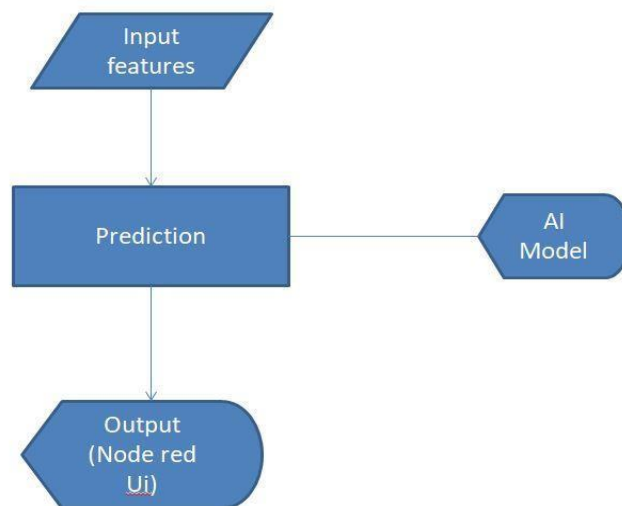 Input
features
Prediction
AI
Model
Output
(Node red
Ui)